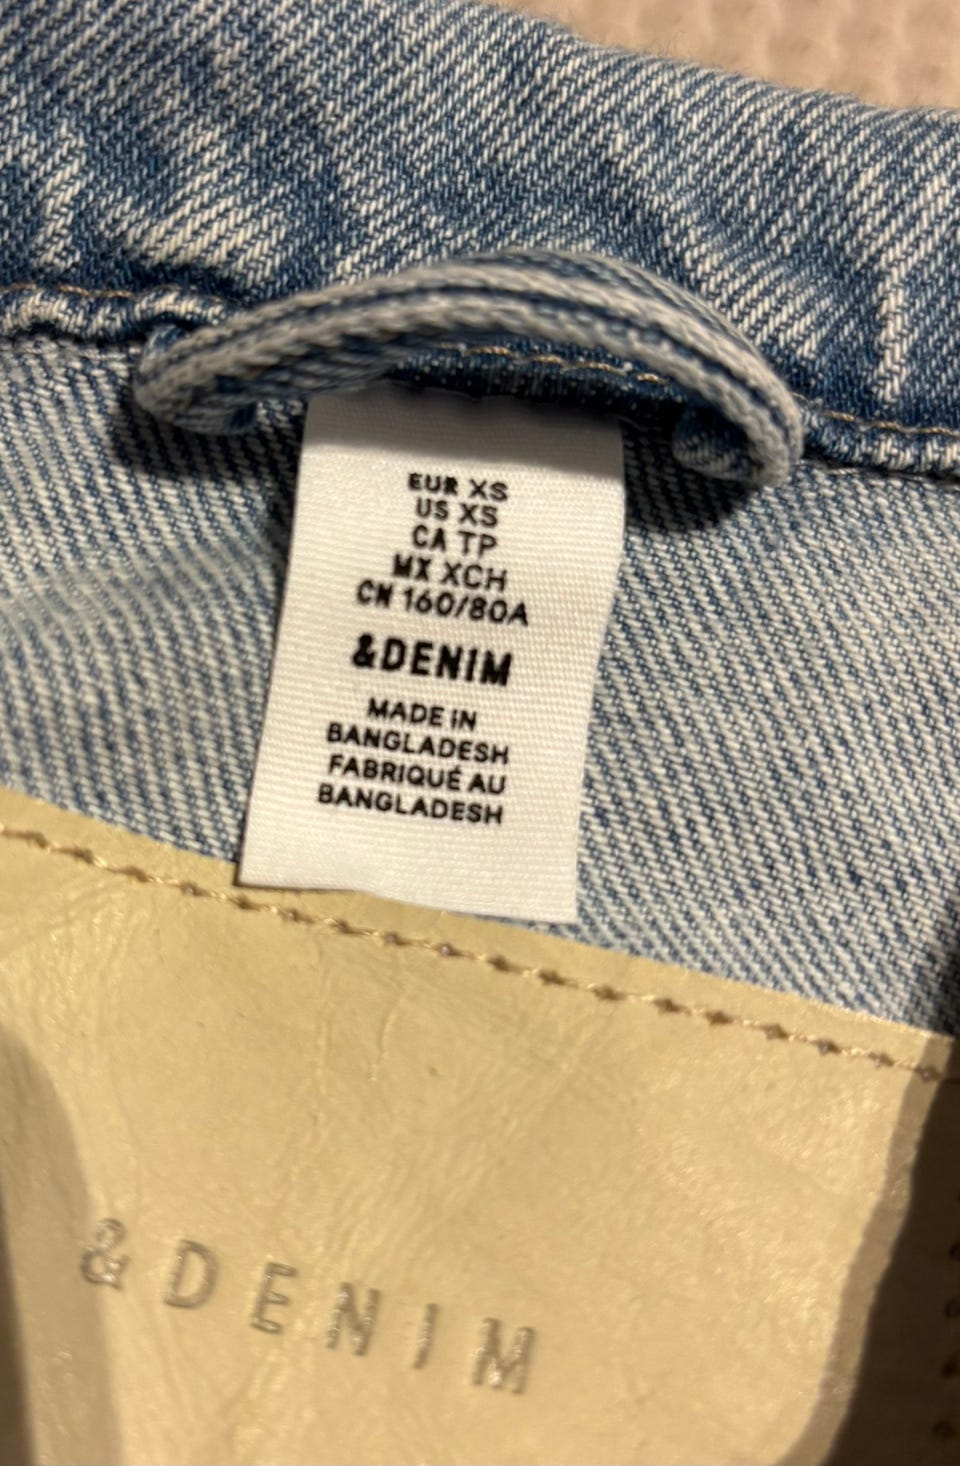 EUR XS
US XS
CA TP
MX XCH
CN 160/80A
&DENIM
MADE IN
BANGLADESH
FABRIQUÉ AU
BANGLADESH
&DENIM